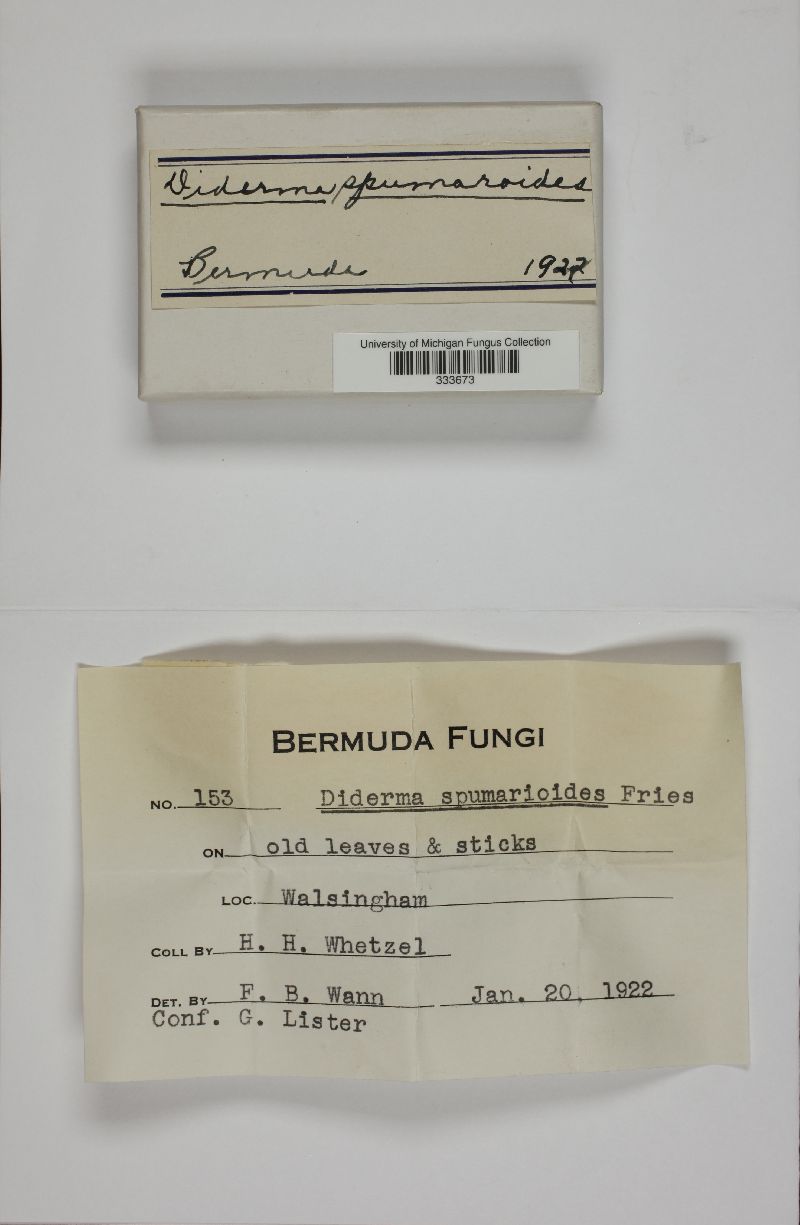 Diderma spumaroides
Bermuda 1922
University of Michigan Fungus Collection
333673
BERMUDA FUNGI
NO. 153 Diderma spumarioides Fries
ON old leaves & sticks
LOC. Walsingham
COLL BY H. H. Whetzel
DET. BY F. B. Wann Jan. 20, 1922
Conf. G. Lister